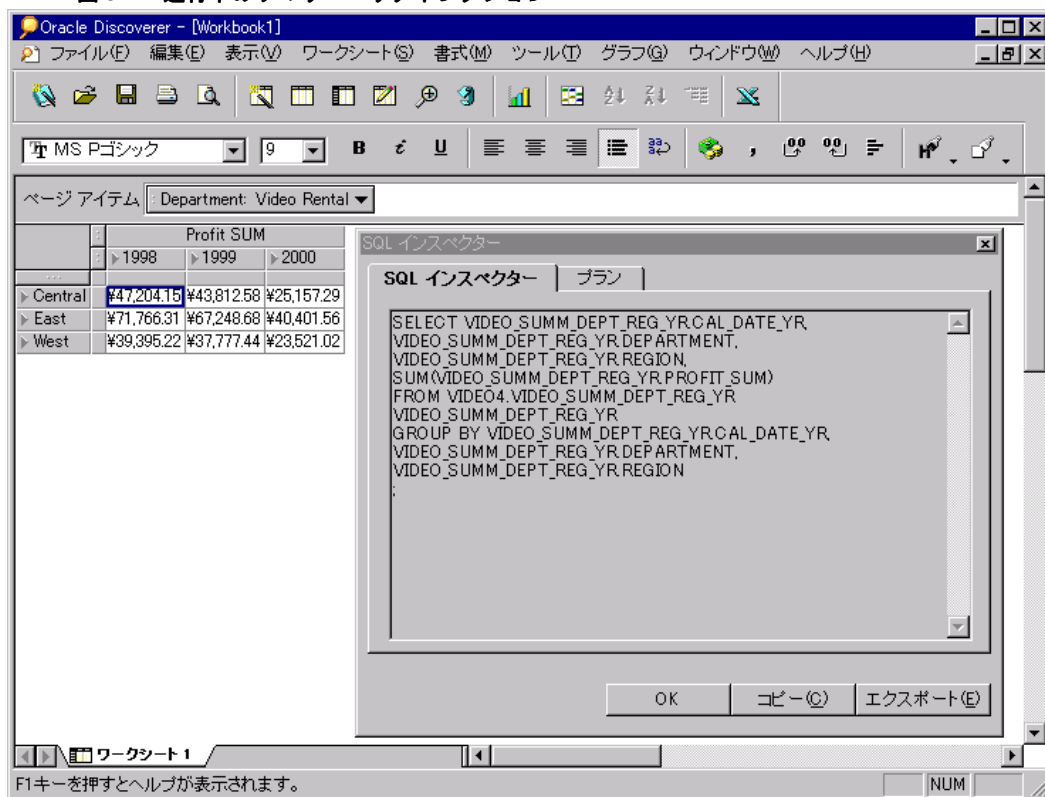 Oracle Discoverer - [Workbook1]
ファイル(F) 編集(E) 表示(V) ワークシート(S) 書式(M) ツール(T) グラフ(G) ウィンドウ(W) ヘルプ(H)
MS Pゴシック 9 B i U
ページ アイテム Department: Video Rental
Profit SUM
1998 1999 2000
Central ¥47,204.15 ¥43,812.58 ¥25,157.29
East ¥71,766.31 ¥67,248.68 ¥40,401.56
West ¥39,395.22 ¥37,777.44 ¥23,521.02
SQL インスペクター
SQL インスペクター プラン
SELECT VIDEO_SUMM_DEPT_REG_YR.CAL_DATE_YR,
VIDEO_SUMM_DEPT_REG_YR.DEPARTMENT,
VIDEO_SUMM_DEPT_REG_YR.REGION,
SUM(VIDEO_SUMM_DEPT_REG_YR.PROFIT_SUM)
FROM VIDEO4.VIDEO_SUMM_DEPT_REG_YR
VIDEO_SUMM_DEPT_REG_YR
GROUP BY VIDEO_SUMM_DEPT_REG_YR.CAL_DATE_YR,
VIDEO_SUMM_DEPT_REG_YR.DEPARTMENT,
VIDEO_SUMM_DEPT_REG_YR.REGION
;
OK コピー(C) エクスポート(E)
ワークシート 1
F1キーを押すとヘルプが表示されます。 NUM